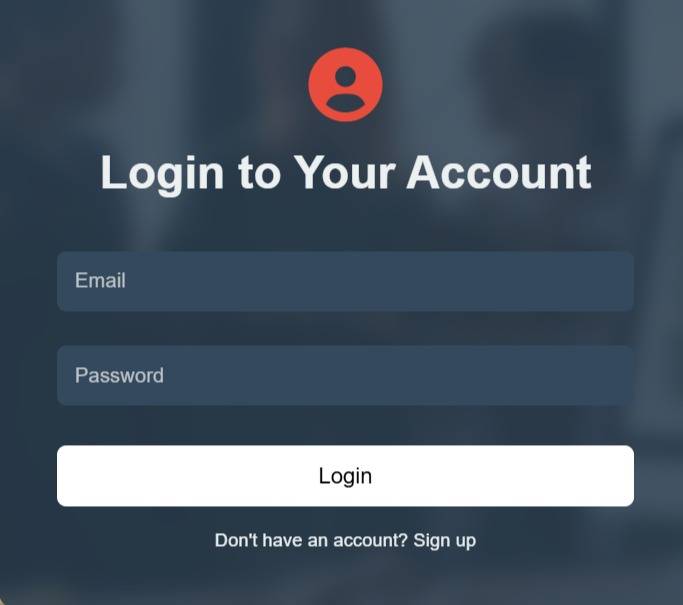 Login to Your Account
Email
Password
Login
Don't have an account? Sign up